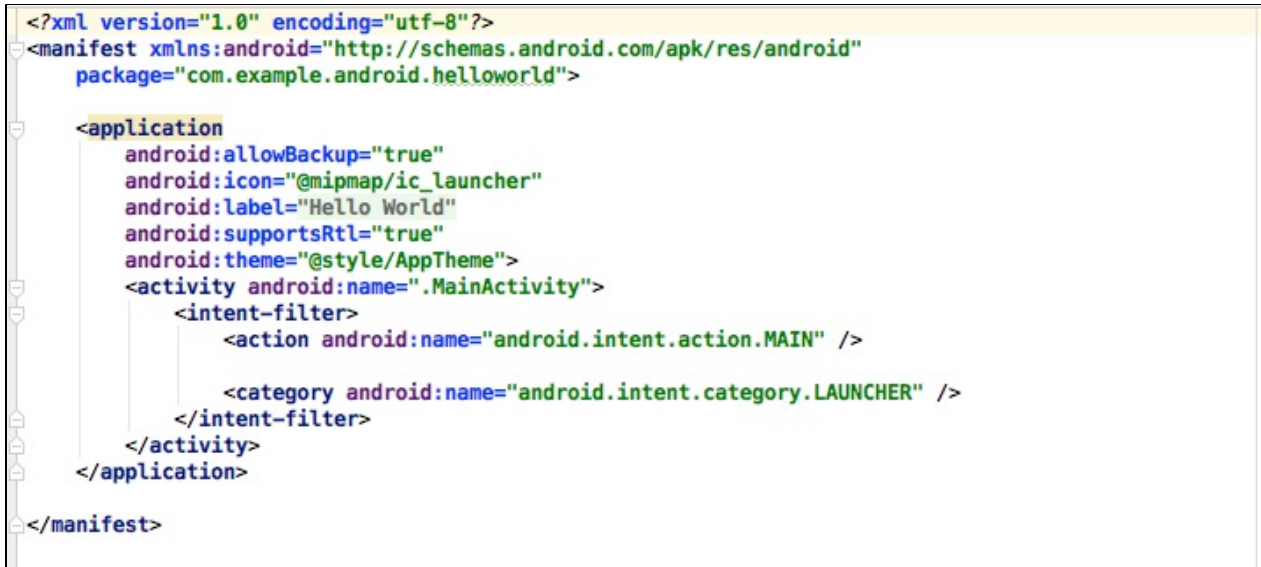 <?xml version="1.0" encoding="utf-8"?>
<manifest xmlns:android="http://schemas.android.com/apk/res/android"
    package="com.example.android.helloworld">

    <application
        android:allowBackup="true"
        android:icon="@mipmap/ic_launcher"
        android:label="Hello World"
        android:supportsRtl="true"
        android:theme="@style/AppTheme">
        <activity android:name=".MainActivity">
            <intent-filter>
                <action android:name="android.intent.action.MAIN" />

                <category android:name="android.intent.category.LAUNCHER" />
            </intent-filter>
        </activity>
    </application>

</manifest>